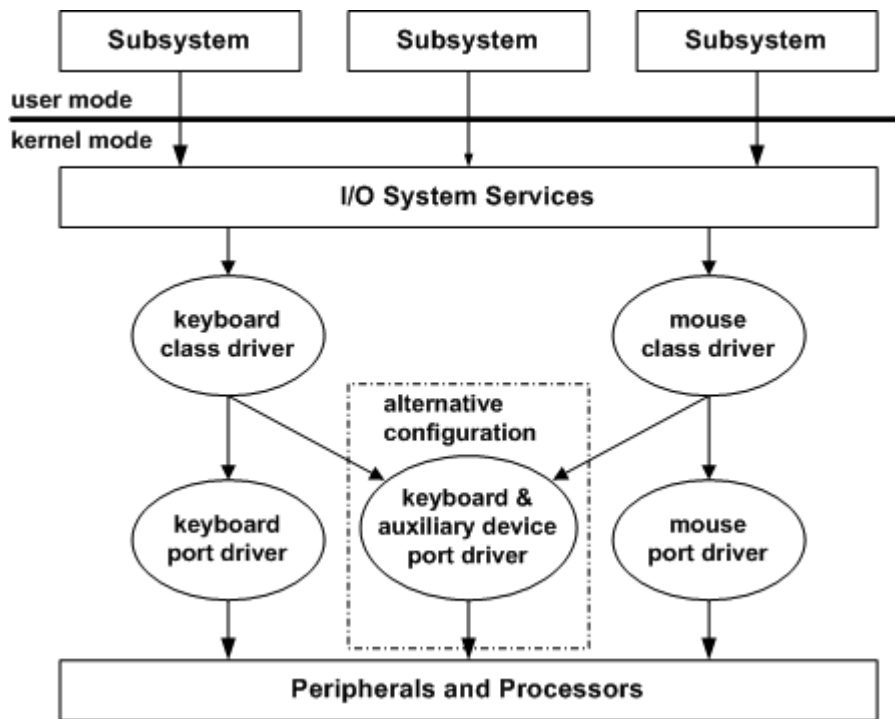 Subsystem
Subsystem
Subsystem
user mode
kernel mode
I/O System Services
keyboard
class driver
mouse
class driver
alternative
configuration
keyboard
port driver
keyboard &
auxiliary device
port driver
mouse
port driver
Peripherals and Processors